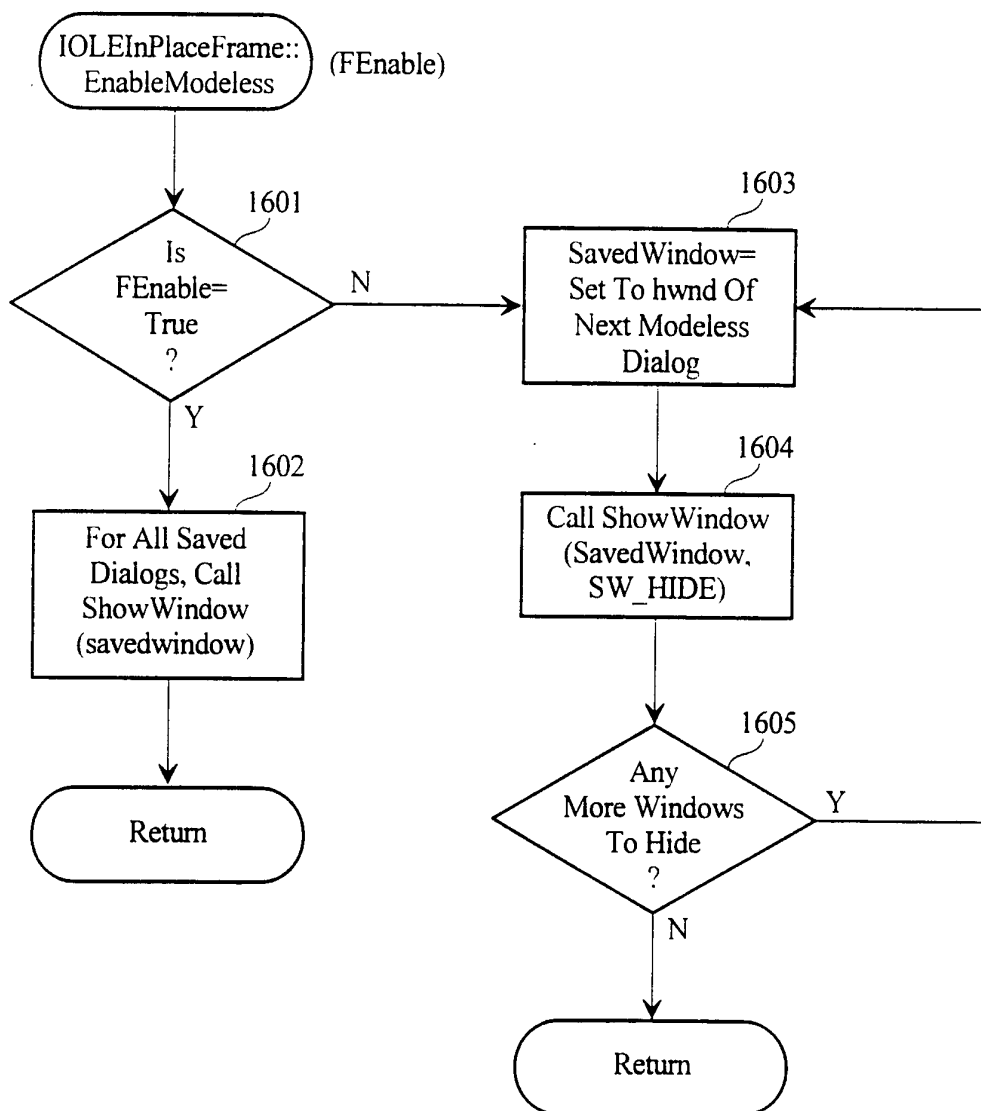 IOLEInPlaceFrame::
EnableModeless
(FEnable)
1601
Is
FEnable=
True
?
N
Y
1602
For All Saved
Dialogs, Call
ShowWindow
(savedwindow)
Return
1603
SavedWindow=
Set To hwnd Of
Next Modeless
Dialog
1604
Call ShowWindow
(SavedWindow,
SW_HIDE)
1605
Any
More Windows
To Hide
?
Y
N
Return